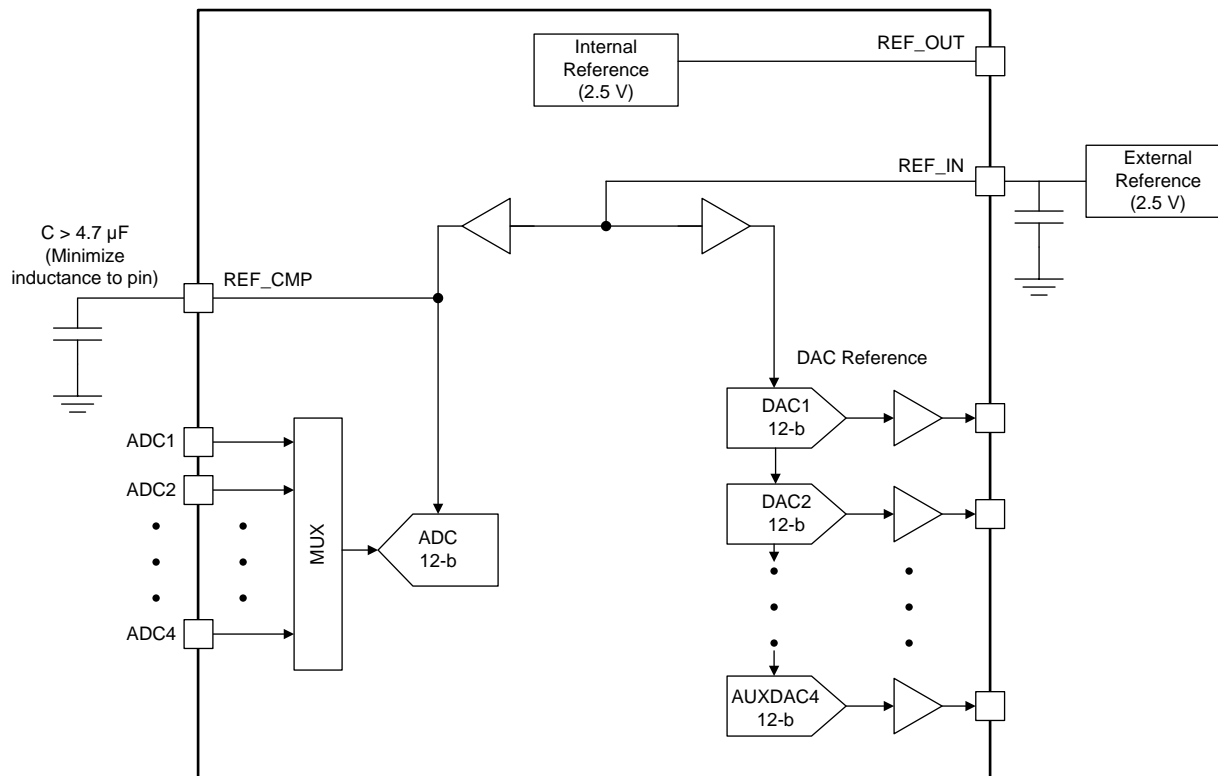 Internal
Reference
(2.5 V)
REF_OUT
REF_IN
External
Reference
(2.5 V)
C > 4.7 µF
(Minimize
inductance to pin)
REF_CMP
DAC Reference
ADC1
ADC2
ADC4
MUX
ADC
12-b
DAC1
12-b
DAC2
12-b
AUXDAC4
12-b